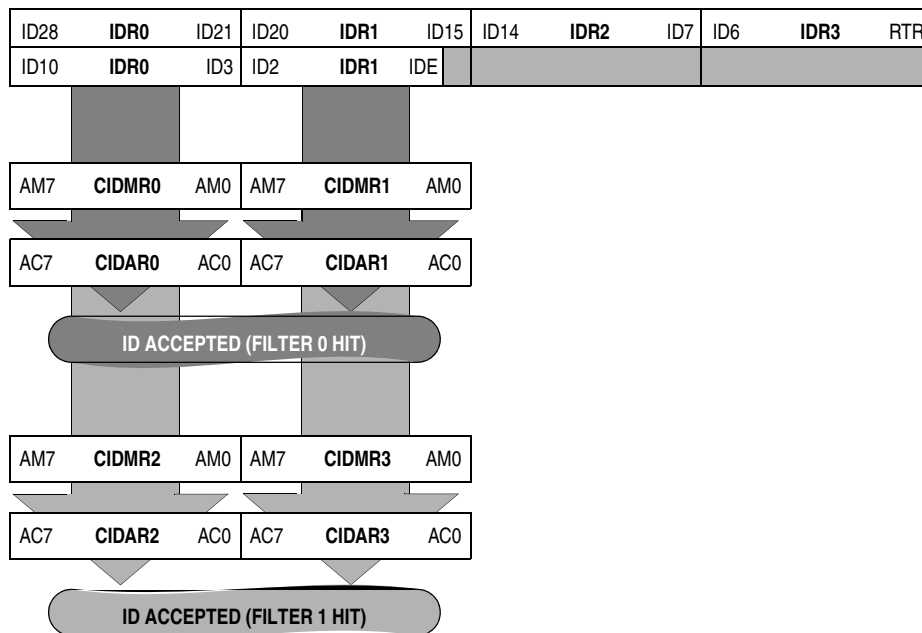 ID28 IDR0 ID21 ID20 IDR1 ID15 ID14 IDR2 ID7 ID6 IDR3 RTR
ID10 IDR0 ID3 ID2 IDR1 IDE
AM7 CIDMR0 AM0 AM7 CIDMR1 AM0
AC7 CIDAR0 AC0 AC7 CIDAR1 AC0
ID ACCEPTED (FILTER 0 HIT)
AM7 CIDMR2 AM0 AM7 CIDMR3 AM0
AC7 CIDAR2 AC0 AC7 CIDAR3 AC0
ID ACCEPTED (FILTER 1 HIT)